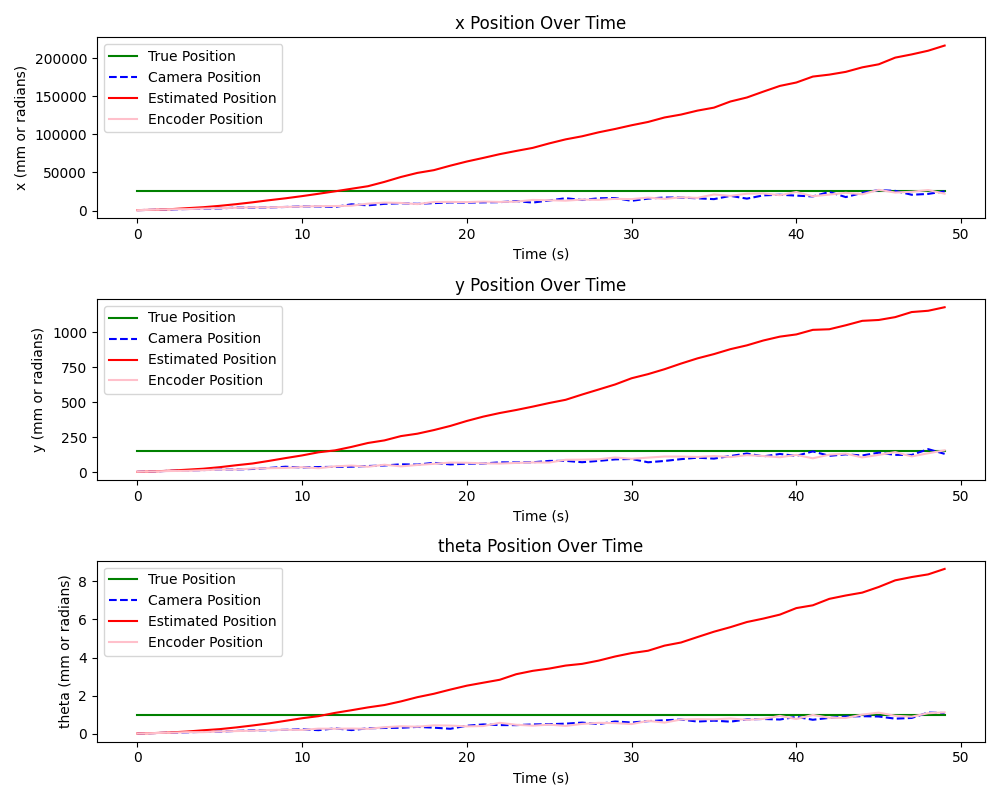 x Position Over Time
True Position
Camera Position
Estimated Position
Encoder Position
x (mm or radians)
200000
150000
100000
50000
0
0 10 20 30 40 50
Time (s)
y Position Over Time
True Position
Camera Position
Estimated Position
Encoder Position
y (mm or radians)
1000
750
500
250
0
0 10 20 30 40 50
Time (s)
theta Position Over Time
True Position
Camera Position
Estimated Position
Encoder Position
theta (mm or radians)
8
6
4
2
0
0 10 20 30 40 50
Time (s)